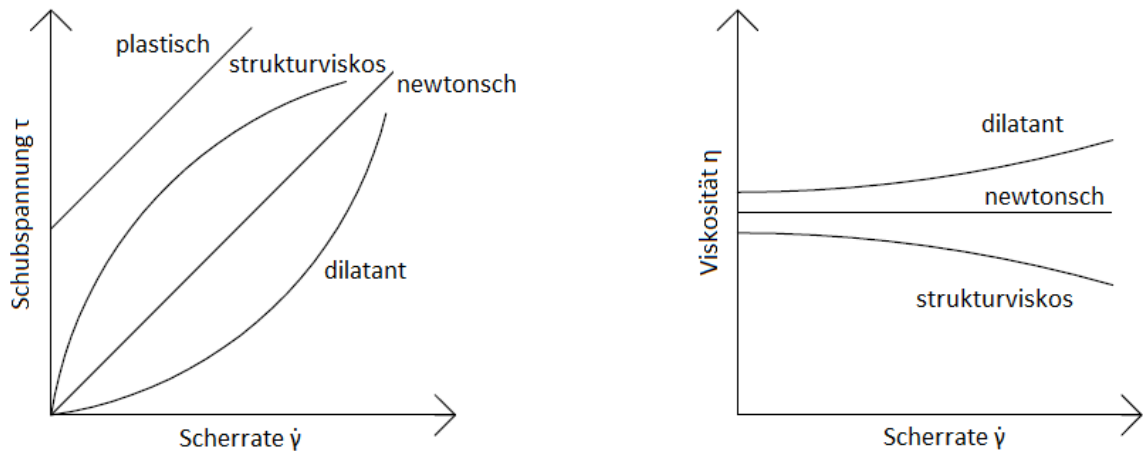 plastisch
strukturviskos
newtonsch
dilatant
Schubspannung τ
Scherrate γ̇
dilatant
newtonsch
strukturviskos
Viskosität η
Scherrate γ̇